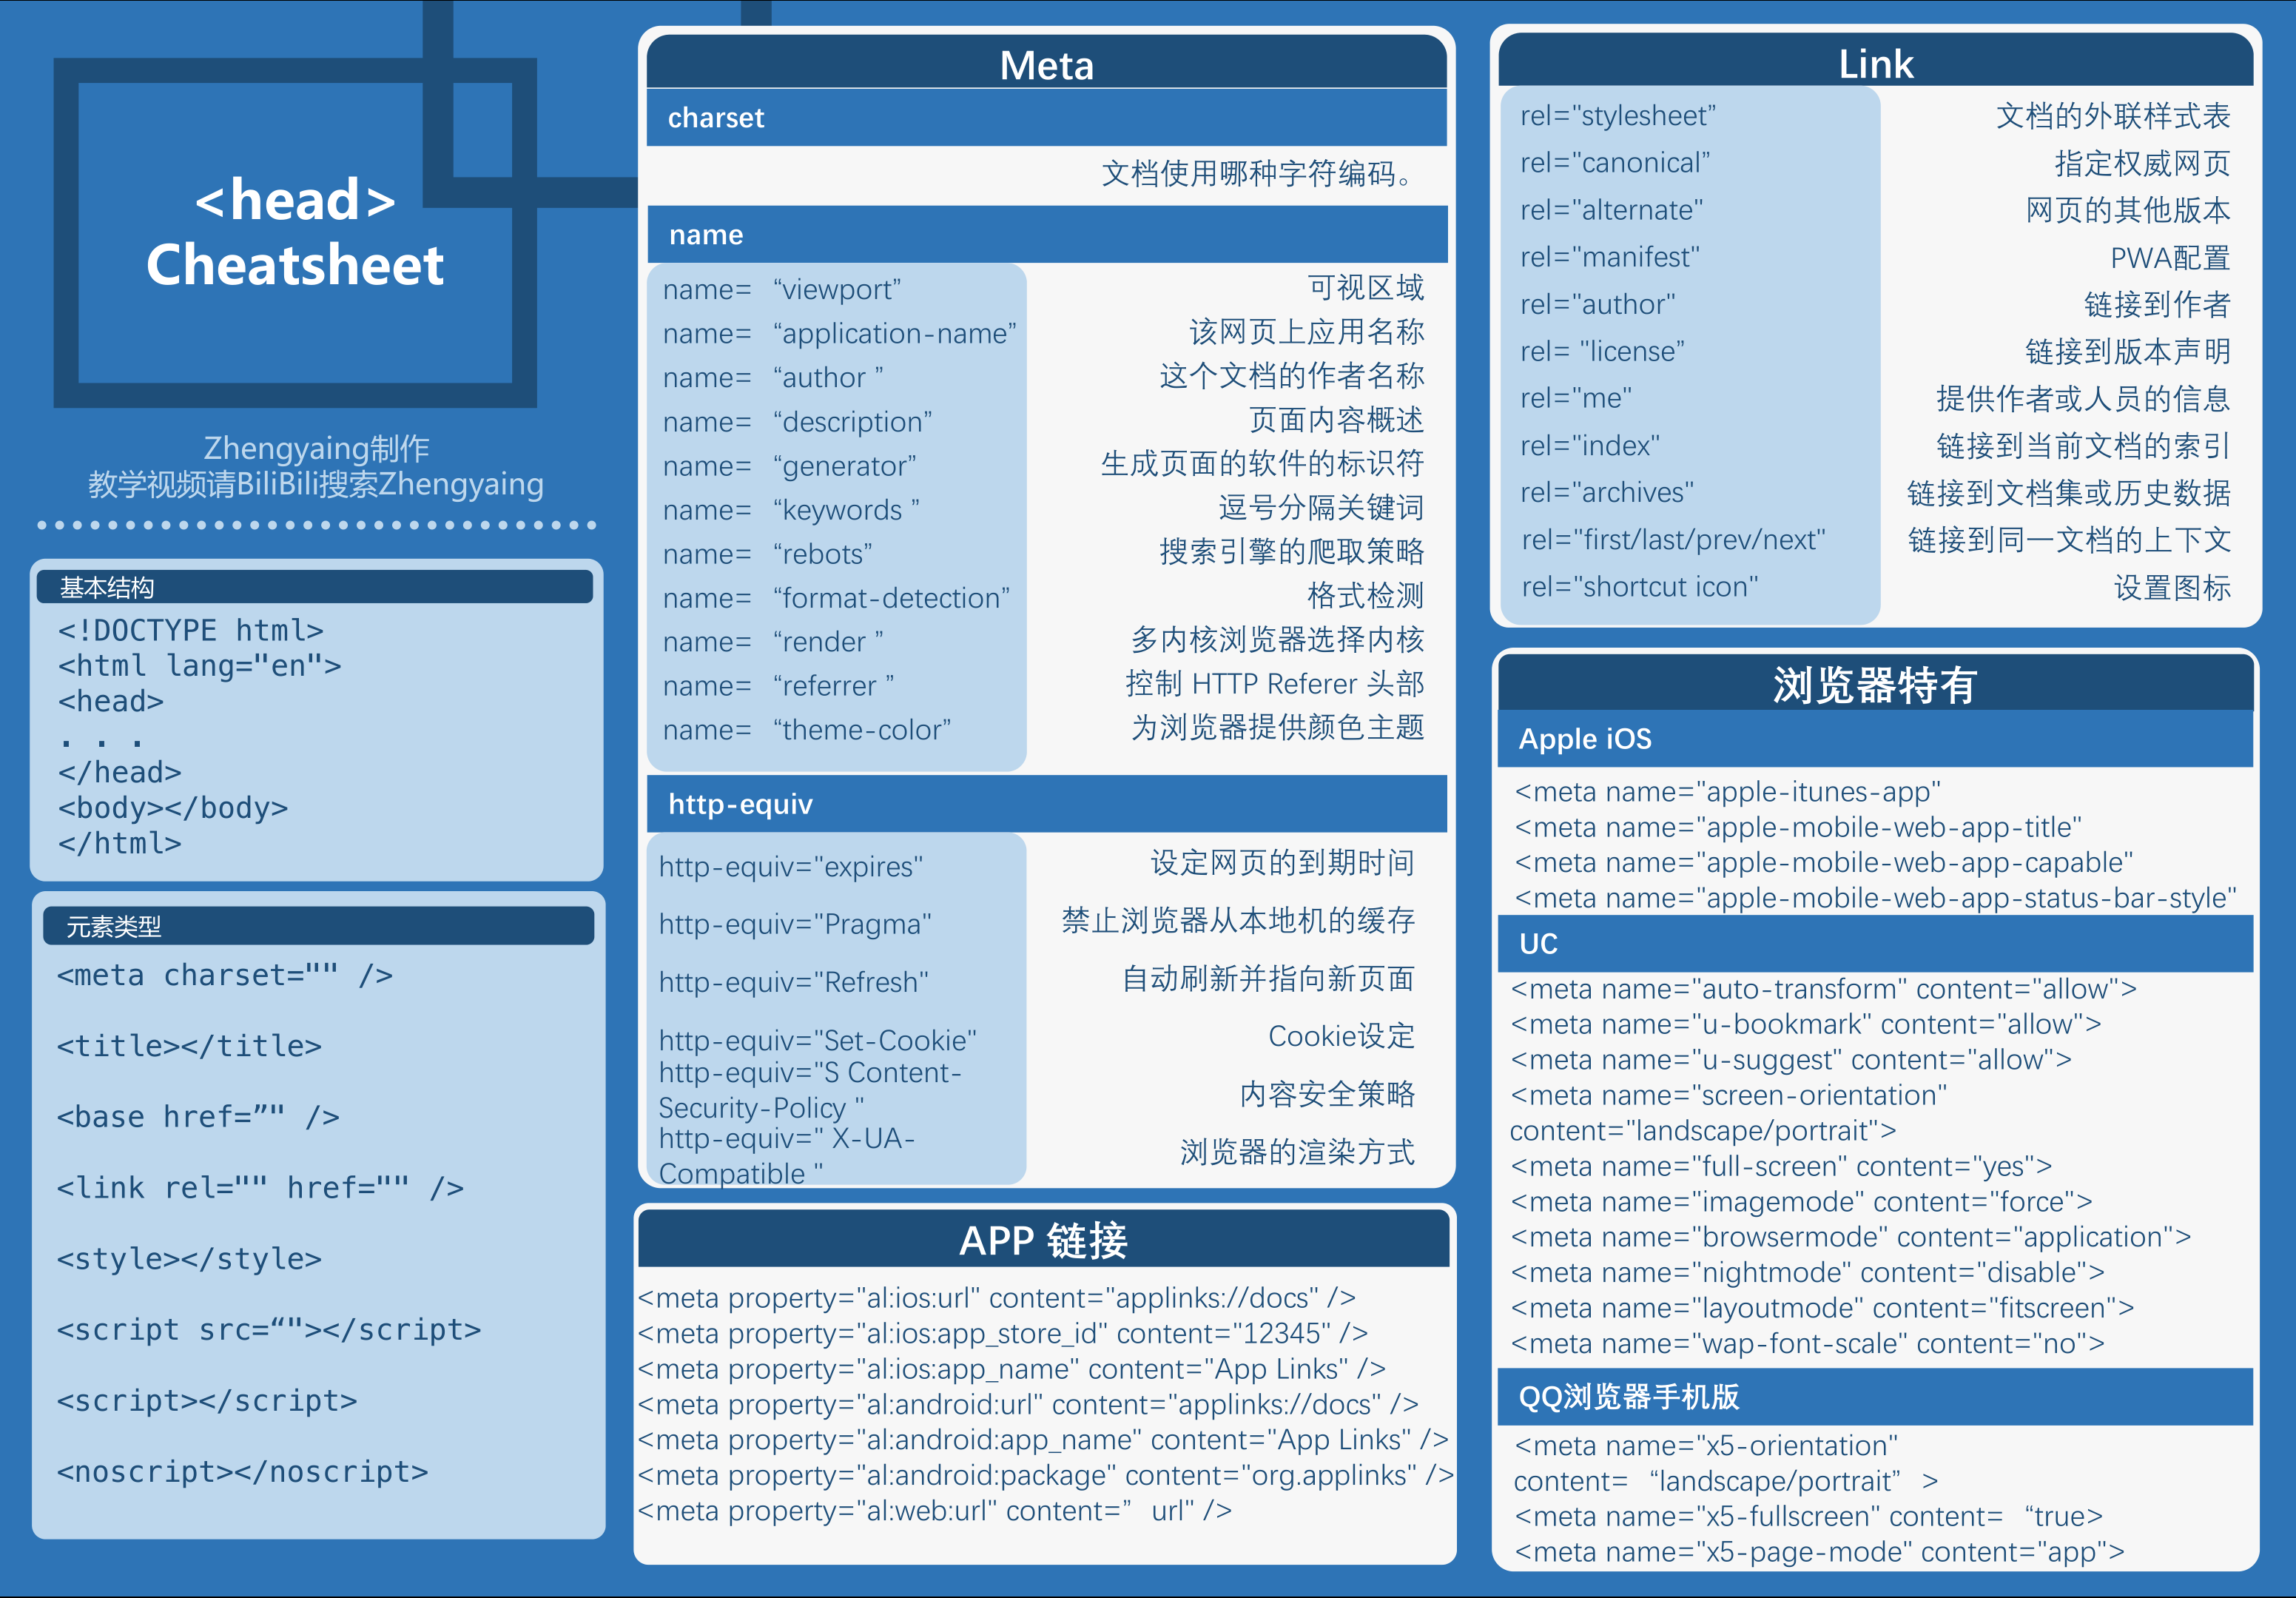 <head>
Cheatsheet
Zhengyaing制作
教学视频请BiliBili搜索Zhengyaing
基本结构
<!DOCTYPE html>
<html lang="en">
<head>
. . .
</head>
<body></body>
</html>
元素类型
<meta charset="" />
<title></title>
<base href=”" />
<link rel="" href="" />
<style></style>
<script src=“"></script>
<script></script>
<noscript></noscript>
Meta
charset
文档使用哪种字符编码。
name
name= “viewport” 可视区域
name= “application-name” 该网页上应用名称
name= “author ” 这个文档的作者名称
name= “description” 页面内容概述
name= “generator” 生成页面的软件的标识符
name= “keywords ” 逗号分隔关键词
name= “rebots” 搜索引擎的爬取策略
name= “format-detection” 格式检测
name= “render ” 多内核浏览器选择内核
name= “referrer ” 控制 HTTP Referer 头部
name= “theme-color” 为浏览器提供颜色主题
http-equiv
http-equiv="expires" 设定网页的到期时间
http-equiv="Pragma" 禁止浏览器从本地机的缓存
http-equiv="Refresh" 自动刷新并指向新页面
http-equiv="Set-Cookie" Cookie设定
http-equiv="S Content-
Security-Policy " 内容安全策略
http-equiv=" X-UA-
Compatible " 浏览器的渲染方式
APP 链接
<meta property="al:ios:url" content="applinks://docs" />
<meta property="al:ios:app_store_id" content="12345" />
<meta property="al:ios:app_name" content="App Links" />
<meta property="al:android:url" content="applinks://docs" />
<meta property="al:android:app_name" content="App Links" />
<meta property="al:android:package" content="org.applinks" />
<meta property="al:web:url" content=” url" />
Link
rel="stylesheet” 文档的外联样式表
rel="canonical” 指定权威网页
rel="alternate" 网页的其他版本
rel="manifest" PWA配置
rel="author" 链接到作者
rel= "license” 链接到版本声明
rel="me" 提供作者或人员的信息
rel="index" 链接到当前文档的索引
rel="archives" 链接到文档集或历史数据
rel="first/last/prev/next" 链接到同一文档的上下文
rel="shortcut icon" 设置图标
浏览器特有
Apple iOS
<meta name="apple-itunes-app"
<meta name="apple-mobile-web-app-title"
<meta name="apple-mobile-web-app-capable"
<meta name="apple-mobile-web-app-status-bar-style"
UC
<meta name="auto-transform" content="allow">
<meta name="u-bookmark" content="allow">
<meta name="u-suggest" content="allow">
<meta name="screen-orientation"
content="landscape/portrait">
<meta name="full-screen" content="yes">
<meta name="imagemode" content="force">
<meta name="browsermode" content="application">
<meta name="nightmode" content="disable">
<meta name="layoutmode" content="fitscreen">
<meta name="wap-font-scale" content="no">
QQ浏览器手机版
<meta name="x5-orientation"
content= “landscape/portrait” >
<meta name="x5-fullscreen" content= “true>
<meta name="x5-page-mode" content="app">